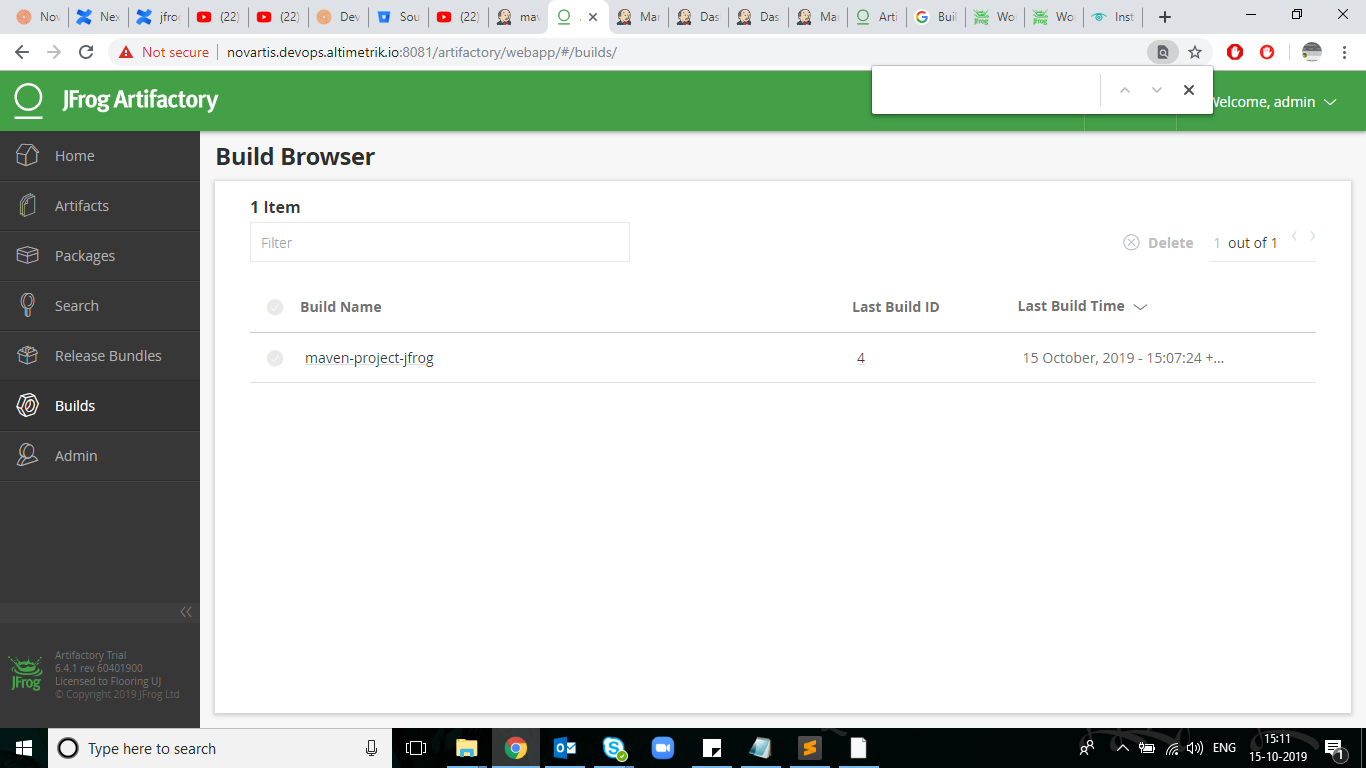 Nov
Nex
jfro
(22)
(22)
Dev
Sou
(22)
mav
Mar
Das
Das
Mar
Arti
Buil
Wo
Wo
Inst
Not secure
novartis.devops.altimetrik.io:8081/artifactory/webapp/#/builds/
JFrog Artifactory
Welcome, admin
Home
Artifacts
Packages
Search
Release Bundles
Builds
Admin
Build Browser
1 Item
Filter
Delete
1 out of 1
Build Name
Last Build ID
Last Build Time
maven-project-jfrog
4
15 October, 2019 - 15:07:24 +...
JFrog
Artifactory Trial
6.4.1 rev 60401900
Licensed to Flooring UJ
© Copyright 2019 JFrog Ltd
Type here to search
ENG
15:11
15-10-2019
1